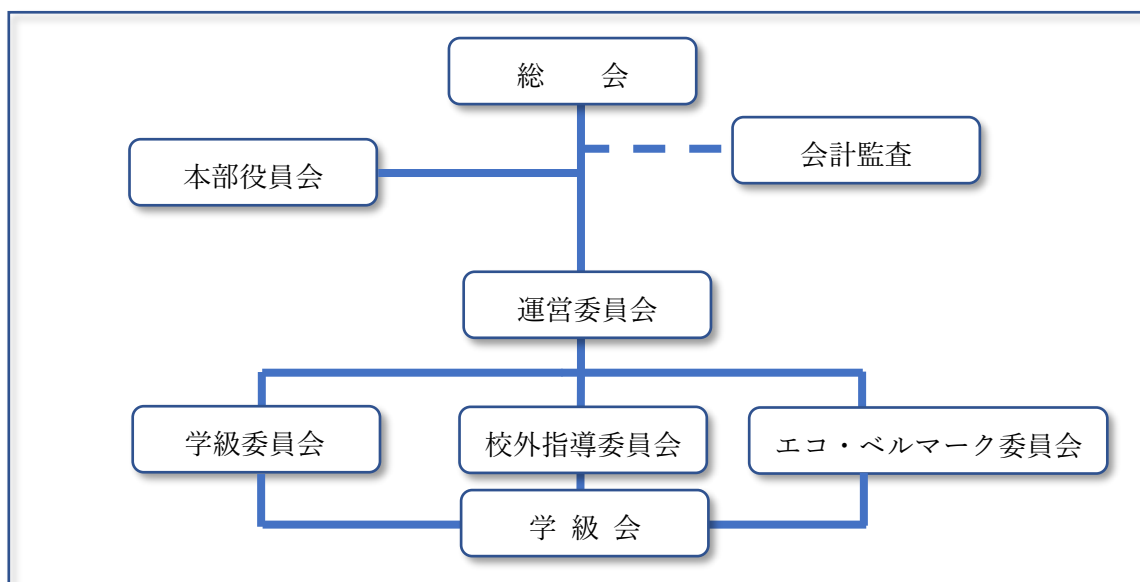 総　　会
会計監査
本部役員会
運営委員会
学級委員会
校外指導委員会
エコ・ベルマーク委員会
学 級 会